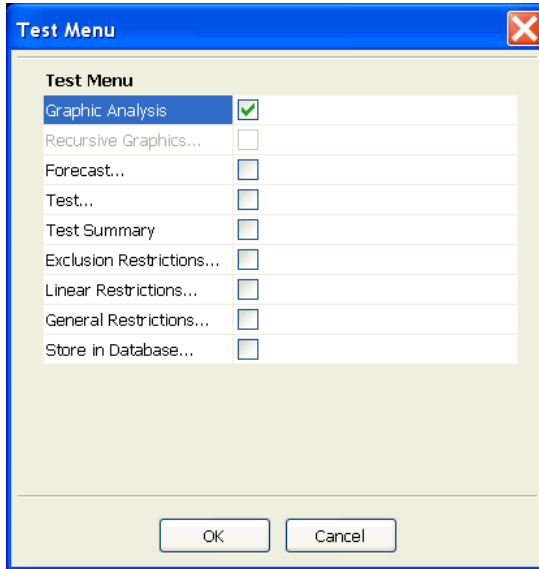 Test Menu
Test Menu
Graphic Analysis
Recursive Graphics...
Forecast...
Test...
Test Summary
Exclusion Restrictions...
Linear Restrictions...
General Restrictions...
Store in Database...
OK Cancel